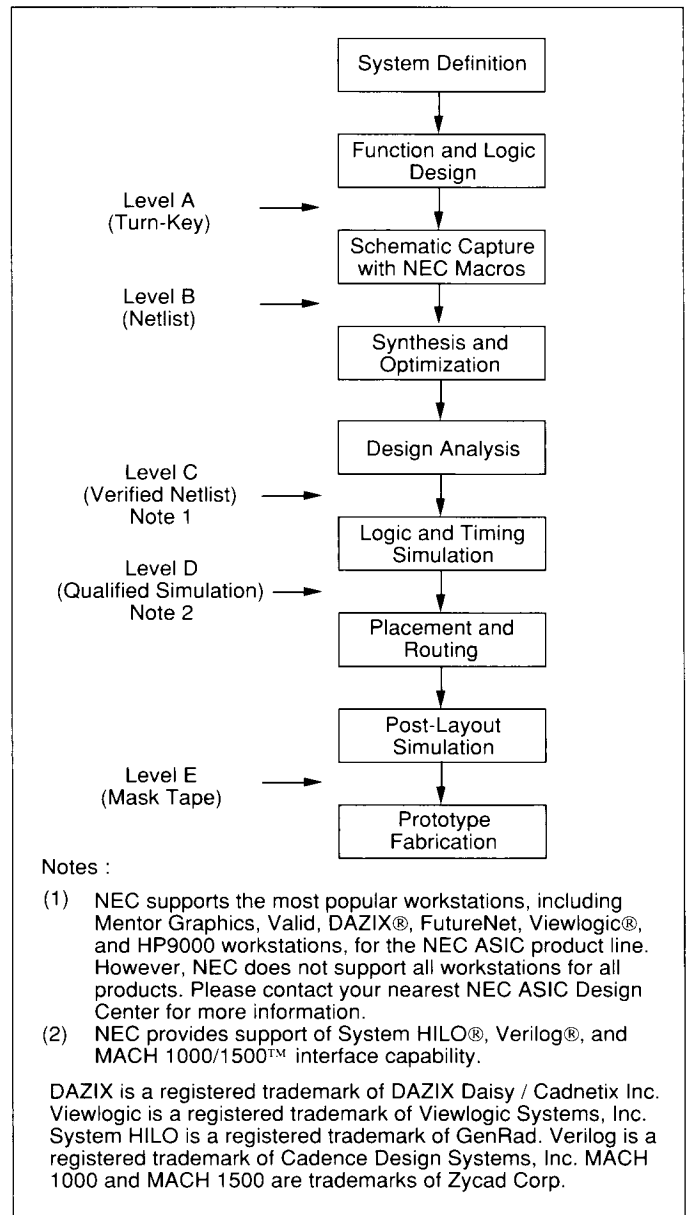 System Definition
Function and Logic
Design
Level A
(Turn-Key)
Schematic Capture
with NEC Macros
Level B
(Netlist)
Synthesis and
Optimization
Design Analysis
Level C
(Verified Netlist)
Note 1
Logic and Timing
Simulation
Level D
(Qualified Simulation)
Note 2
Placement and
Routing
Post-Layout
Simulation
Level E
(Mask Tape)
Prototype
Fabrication
Notes :
(1) NEC supports the most popular workstations, including
Mentor Graphics, Valid, DAZIX®, FutureNet, Viewlogic®,
and HP9000 workstations, for the NEC ASIC product line.
However, NEC does not support all workstations for all
products. Please contact your nearest NEC ASIC Design
Center for more information.
(2) NEC provides support of System HILO®, Verilog®, and
MACH 1000/1500™ interface capability.
DAZIX is a registered trademark of DAZIX Daisy / Cadnetix Inc.
Viewlogic is a registered trademark of Viewlogic Systems, Inc.
System HILO is a registered trademark of GenRad. Verilog is a
registered trademark of Cadence Design Systems, Inc. MACH
1000 and MACH 1500 are trademarks of Zycad Corp.